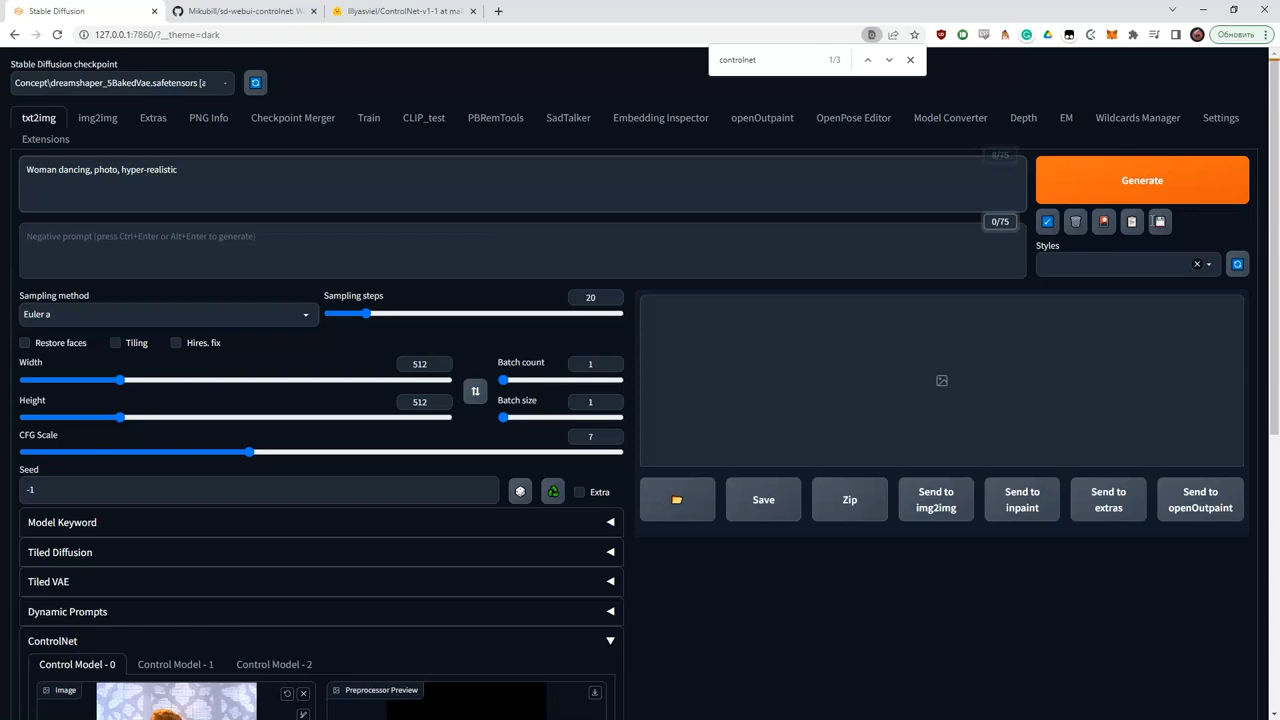 Stable Diffusion
Mikubill/sd-webui-controlnet: W
lllyasviel/ControlNet-v1-1 at mai
127.0.0.1:7860/?__theme=dark
Обновить
controlnet 1/3
Stable Diffusion checkpoint
Concept\dreamshaper_5BakedVae.safetensors [a
txt2img img2img Extras PNG Info Checkpoint Merger Train CLIP_test PBRemTools SadTalker Embedding Inspector openOutpaint OpenPose Editor Model Converter Depth EM Wildcards Manager Settings
Extensions
0/75
Woman dancing, photo, hyper-realistic
Generate
0/75
Negative prompt (press Ctrl+Enter or Alt+Enter to generate)
Styles
Sampling method
Euler a
Sampling steps
20
Restore faces Tiling Hires. fix
Width
512
Batch count
1
Height
512
Batch size
1
CFG Scale
7
Seed
-1
Extra
Save
Zip
Send to
img2img
Send to
inpaint
Send to
extras
Send to
openOutpaint
Model Keyword
Tiled Diffusion
Tiled VAE
Dynamic Prompts
ControlNet
Control Model - 0 Control Model - 1 Control Model - 2
Image
Preprocessor Preview